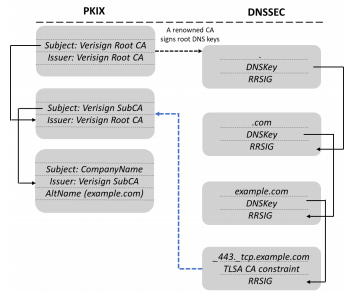 PKIX
DNSSEC
A renowned CA
signs root DNS keys
Subject: Verisign Root CA
Issuer: Verisign Root CA
.
DNSKey
RRSIG
Subject: Verisign SubCA
Issuer: Verisign Root CA
.com
DNSKey
RRSIG
Subject: CompanyName
Issuer: Verisign SubCA
AltName (example.com)
example.com
DNSKey
RRSIG
_443._tcp.example.com
TLSA CA constraint
RRSIG